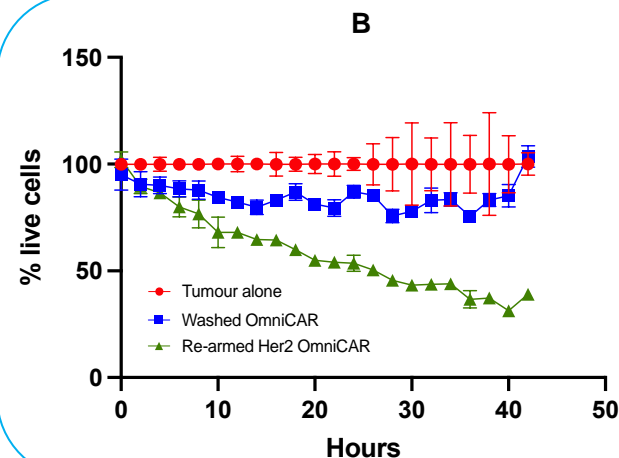 B
150
100
50
0
% live cells
Tumour alone
Washed OmniCAR
Re-armed Her2 OmniCAR
0 10 20 30 40 50
Hours